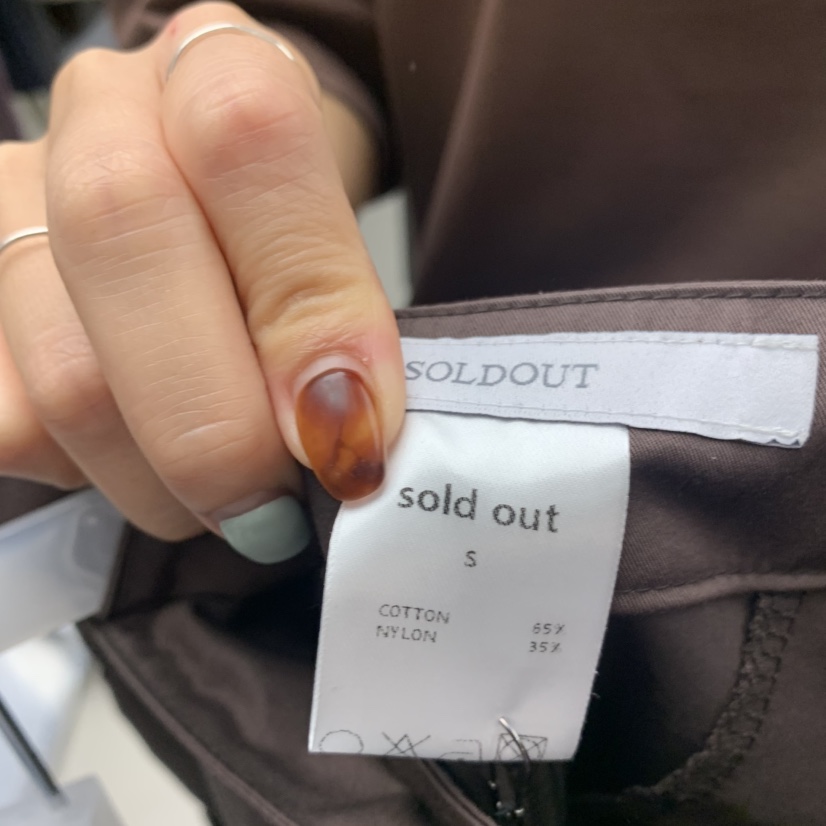 SOLDOUT
sold out
S
COTTON 65%
NYLON 35%